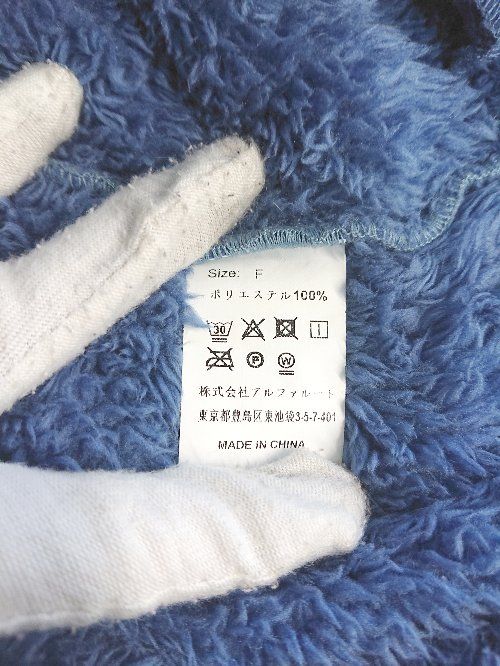 Size: F
ポリエステル100%
30
P W
株式会社アルファルート
東京都豊島区東池袋3-5-7-401
MADE IN CHINA